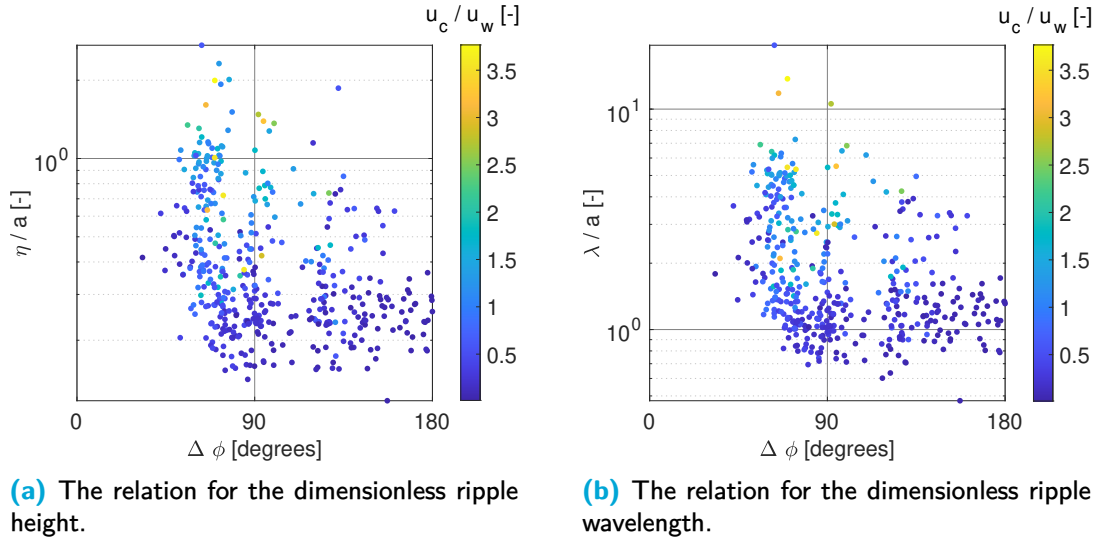 u_c / u_w [-]
3.5
3
2.5
2
1.5
1
0.5
10^0
η / a [-]
0
90
180
Δ ϕ [degrees]
(a) The relation for the dimensionless ripple
height.
u_c / u_w [-]
3.5
3
2.5
2
1.5
1
0.5
10^1
10^0
λ / a [-]
0
90
180
Δ ϕ [degrees]
(b) The relation for the dimensionless ripple
wavelength.